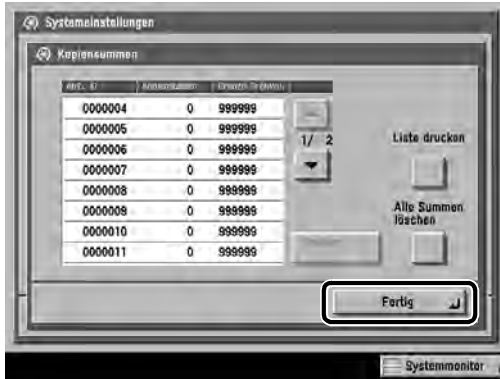 Systemeinstellungen
Kopiensummen
0000004 0 999999
0000005 0 999999
0000006 0 999999
0000007 0 999999
0000008 0 999999
0000009 0 999999
0000010 0 999999
0000011 0 999999
1/ 2
Liste drucken
Alle Summen
löschen
Fertig
Systemmonitor